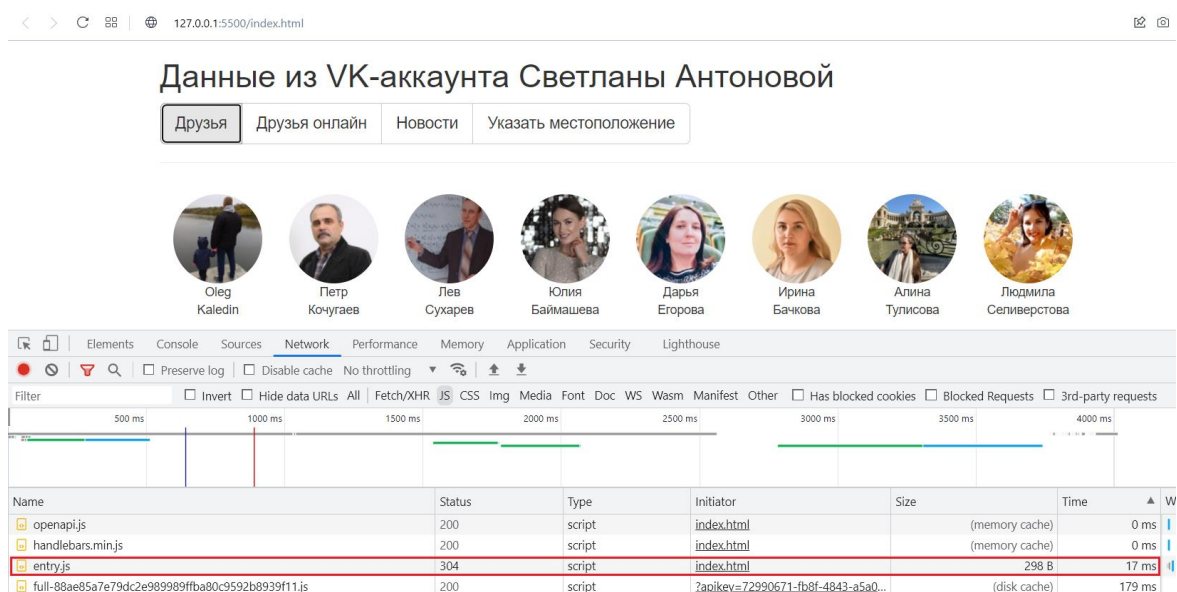 127.0.0.1:5500/index.html
Данные из VK-аккаунта Светланы Антоновой
Друзья Друзья онлайн Новости Указать местоположение
Oleg Петр Лев Юлия Дарья Ирина Алина Людмила
Kaledin Кочугаев Сухарев Баймашева Егорова Бачкова Тулисова Селиверстова
Elements Console Sources Network Performance Memory Application Security Lighthouse
Preserve log Disable cache No throttling
Filter Invert Hide data URLs All Fetch/XHR JS CSS Img Media Font Doc WS Wasm Manifest Other Has blocked cookies Blocked Requests 3rd-party requests
500 ms 1000 ms 1500 ms 2000 ms 2500 ms 3000 ms 3500 ms 4000 ms
Name Status Type Initiator Size Time W
openapi.js 200 script index.html (memory cache) 0 ms
handlebars.min.js 200 script index.html (memory cache) 0 ms
entry.js 304 script index.html 298 B 17 ms
full-88ae85a7e79dc2e989989ffba80c9592b8939f11.js 200 script ?apikey=72990671-fb8f-4843-a5a0... (disk cache) 179 ms